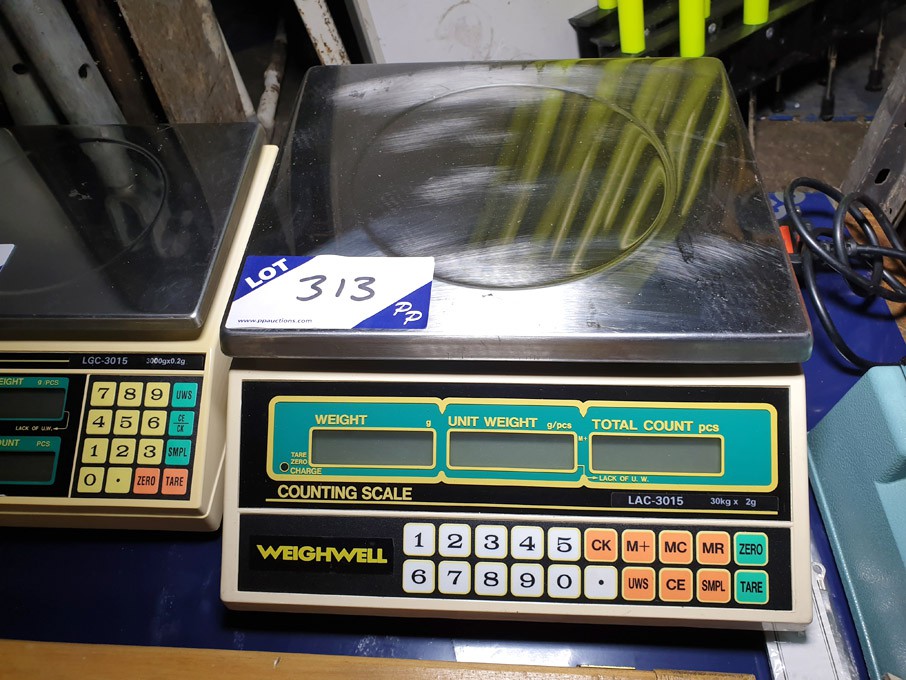 LOT
313
www.ppauctions.com
PP
LGC-3015 3000gx0.2g
EIGHT g.PCS
LACK OF U.W.
OUNT PCS
7 8 9 UWS
4 5 6 CE CK
1 2 3 SMPL
0 . ZERO TARE
WEIGHT g
UNIT WEIGHT g/pcs
TOTAL COUNT pcs
TARE
ZERO
CHARGE
M+
LACK OF U. W.
COUNTING SCALE
LAC-3015 30kg x 2g
WEIGHWELL
1 2 3 4 5 CK M+ MC MR ZERO
6 7 8 9 0 . UWS CE SMPL TARE